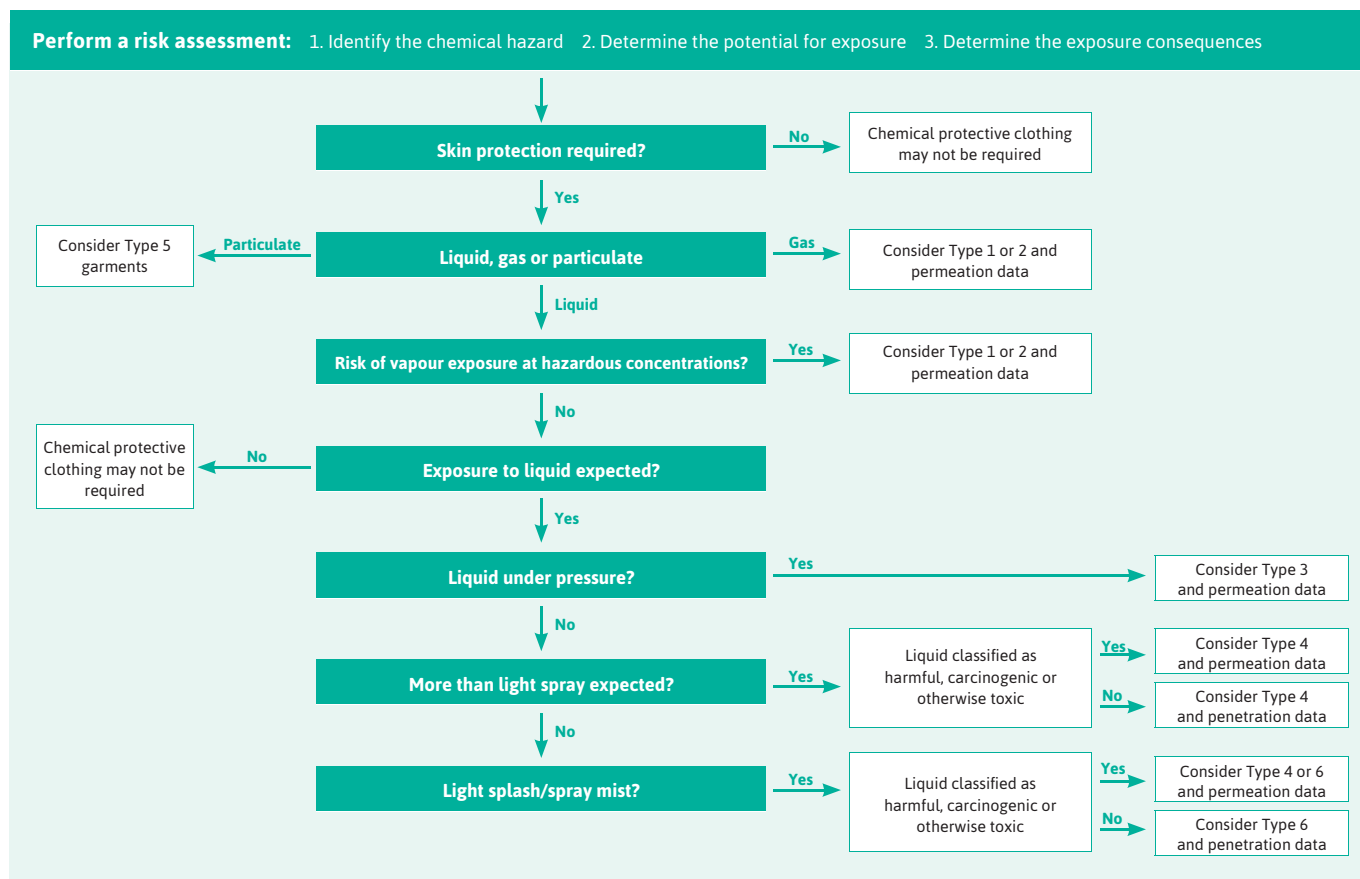 Perform a risk assessment: 1. Identify the chemical hazard 2. Determine the potential for exposure 3. Determine the exposure consequences
Skin protection required?
No
Chemical protective clothing
may not be required
Yes
Consider Type 5
garments
Particulate
Liquid, gas or particulate
Gas
Consider Type 1 or 2 and
permeation data
Liquid
Risk of vapour exposure at hazardous concentrations?
Yes
Consider Type 1 or 2 and
permeation data
No
Chemical protective
clothing may not be
required
No
Exposure to liquid expected?
Yes
Liquid under pressure?
Yes
Consider Type 3
and permeation data
No
More than light spray expected?
Yes
Liquid classified as
harmful, carcinogenic or
otherwise toxic
Yes
Consider Type 4
and permeation data
No
Consider Type 4
and penetration data
No
Light splash/spray mist?
Yes
Liquid classified as
harmful, carcinogenic or
otherwise toxic
Yes
Consider Type 4 or 6
and permeation data
No
Consider Type 6
and penetration data